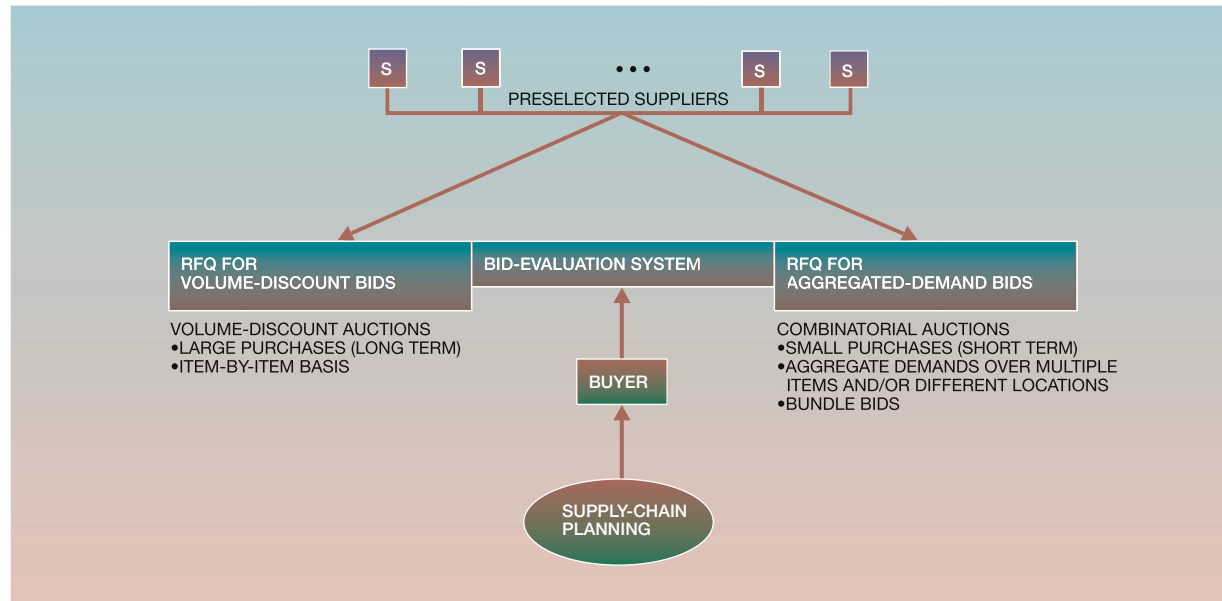 S
S
•••
S
S
PRESELECTED SUPPLIERS
RFQ FOR
VOLUME-DISCOUNT BIDS
BID-EVALUATION SYSTEM
RFQ FOR
AGGREGATED-DEMAND BIDS
VOLUME-DISCOUNT AUCTIONS
•LARGE PURCHASES (LONG TERM)
•ITEM-BY-ITEM BASIS
COMBINATORIAL AUCTIONS
•SMALL PURCHASES (SHORT TERM)
•AGGREGATE DEMANDS OVER MULTIPLE
ITEMS AND/OR DIFFERENT LOCATIONS
•BUNDLE BIDS
BUYER
SUPPLY-CHAIN
PLANNING